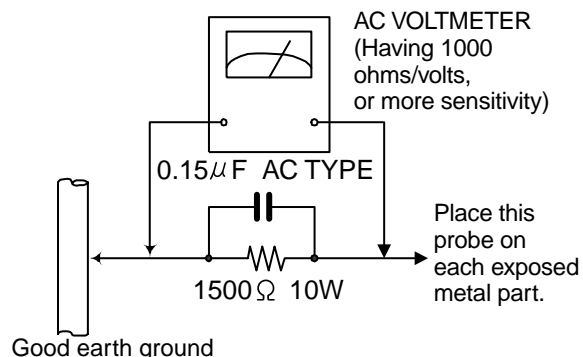 AC VOLTMETER
(Having 1000
ohms/volts,
or more sensitivity)
0.15μF AC TYPE
Place this
probe on
each exposed
metal part.
1500Ω 10W
Good earth ground